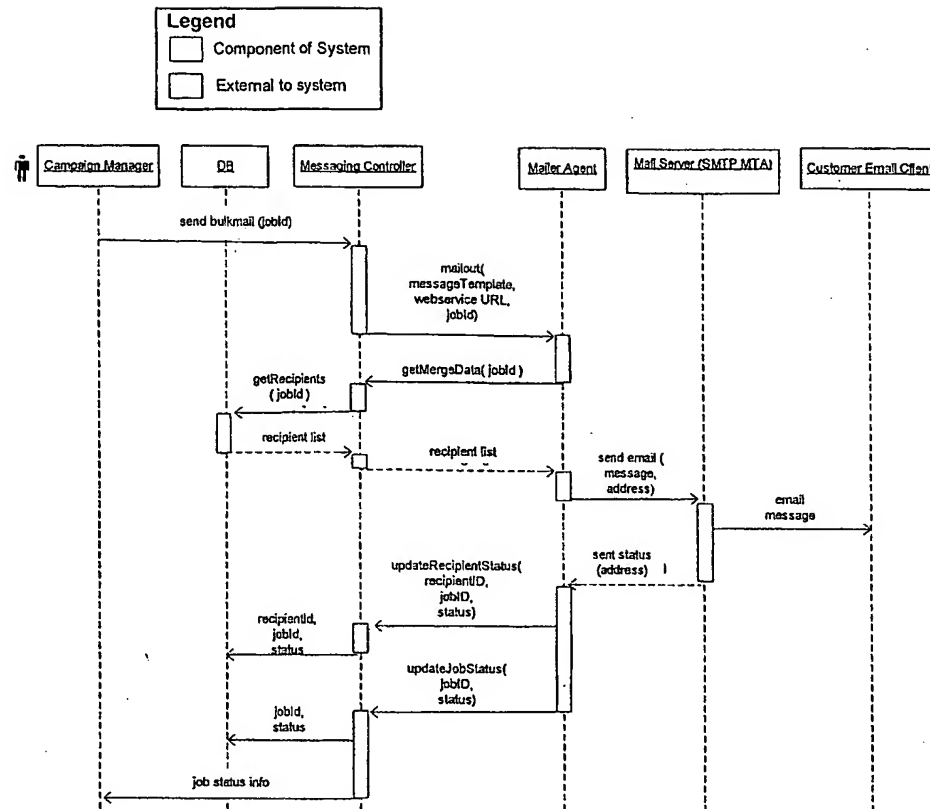 Legend
Component of System
External to system
Campaign Manager
DB
Messaging Controller
Mailer Agent
Mail Server (SMTP MTA)
Customer Email Client
send bulkmail (jobId)
mailout(
messageTemplate,
webservice URL,
jobId)
getMergeData( jobId )
getRecipients
( jobId )
recipient list
recipient list
send email (
message,
address)
email
message
sent status
(address)
updateRecipientStatus(
recipientID,
jobID,
status)
recipientId,
jobId,
status
updateJobStatus(
jobID,
status)
jobId,
status
job status info